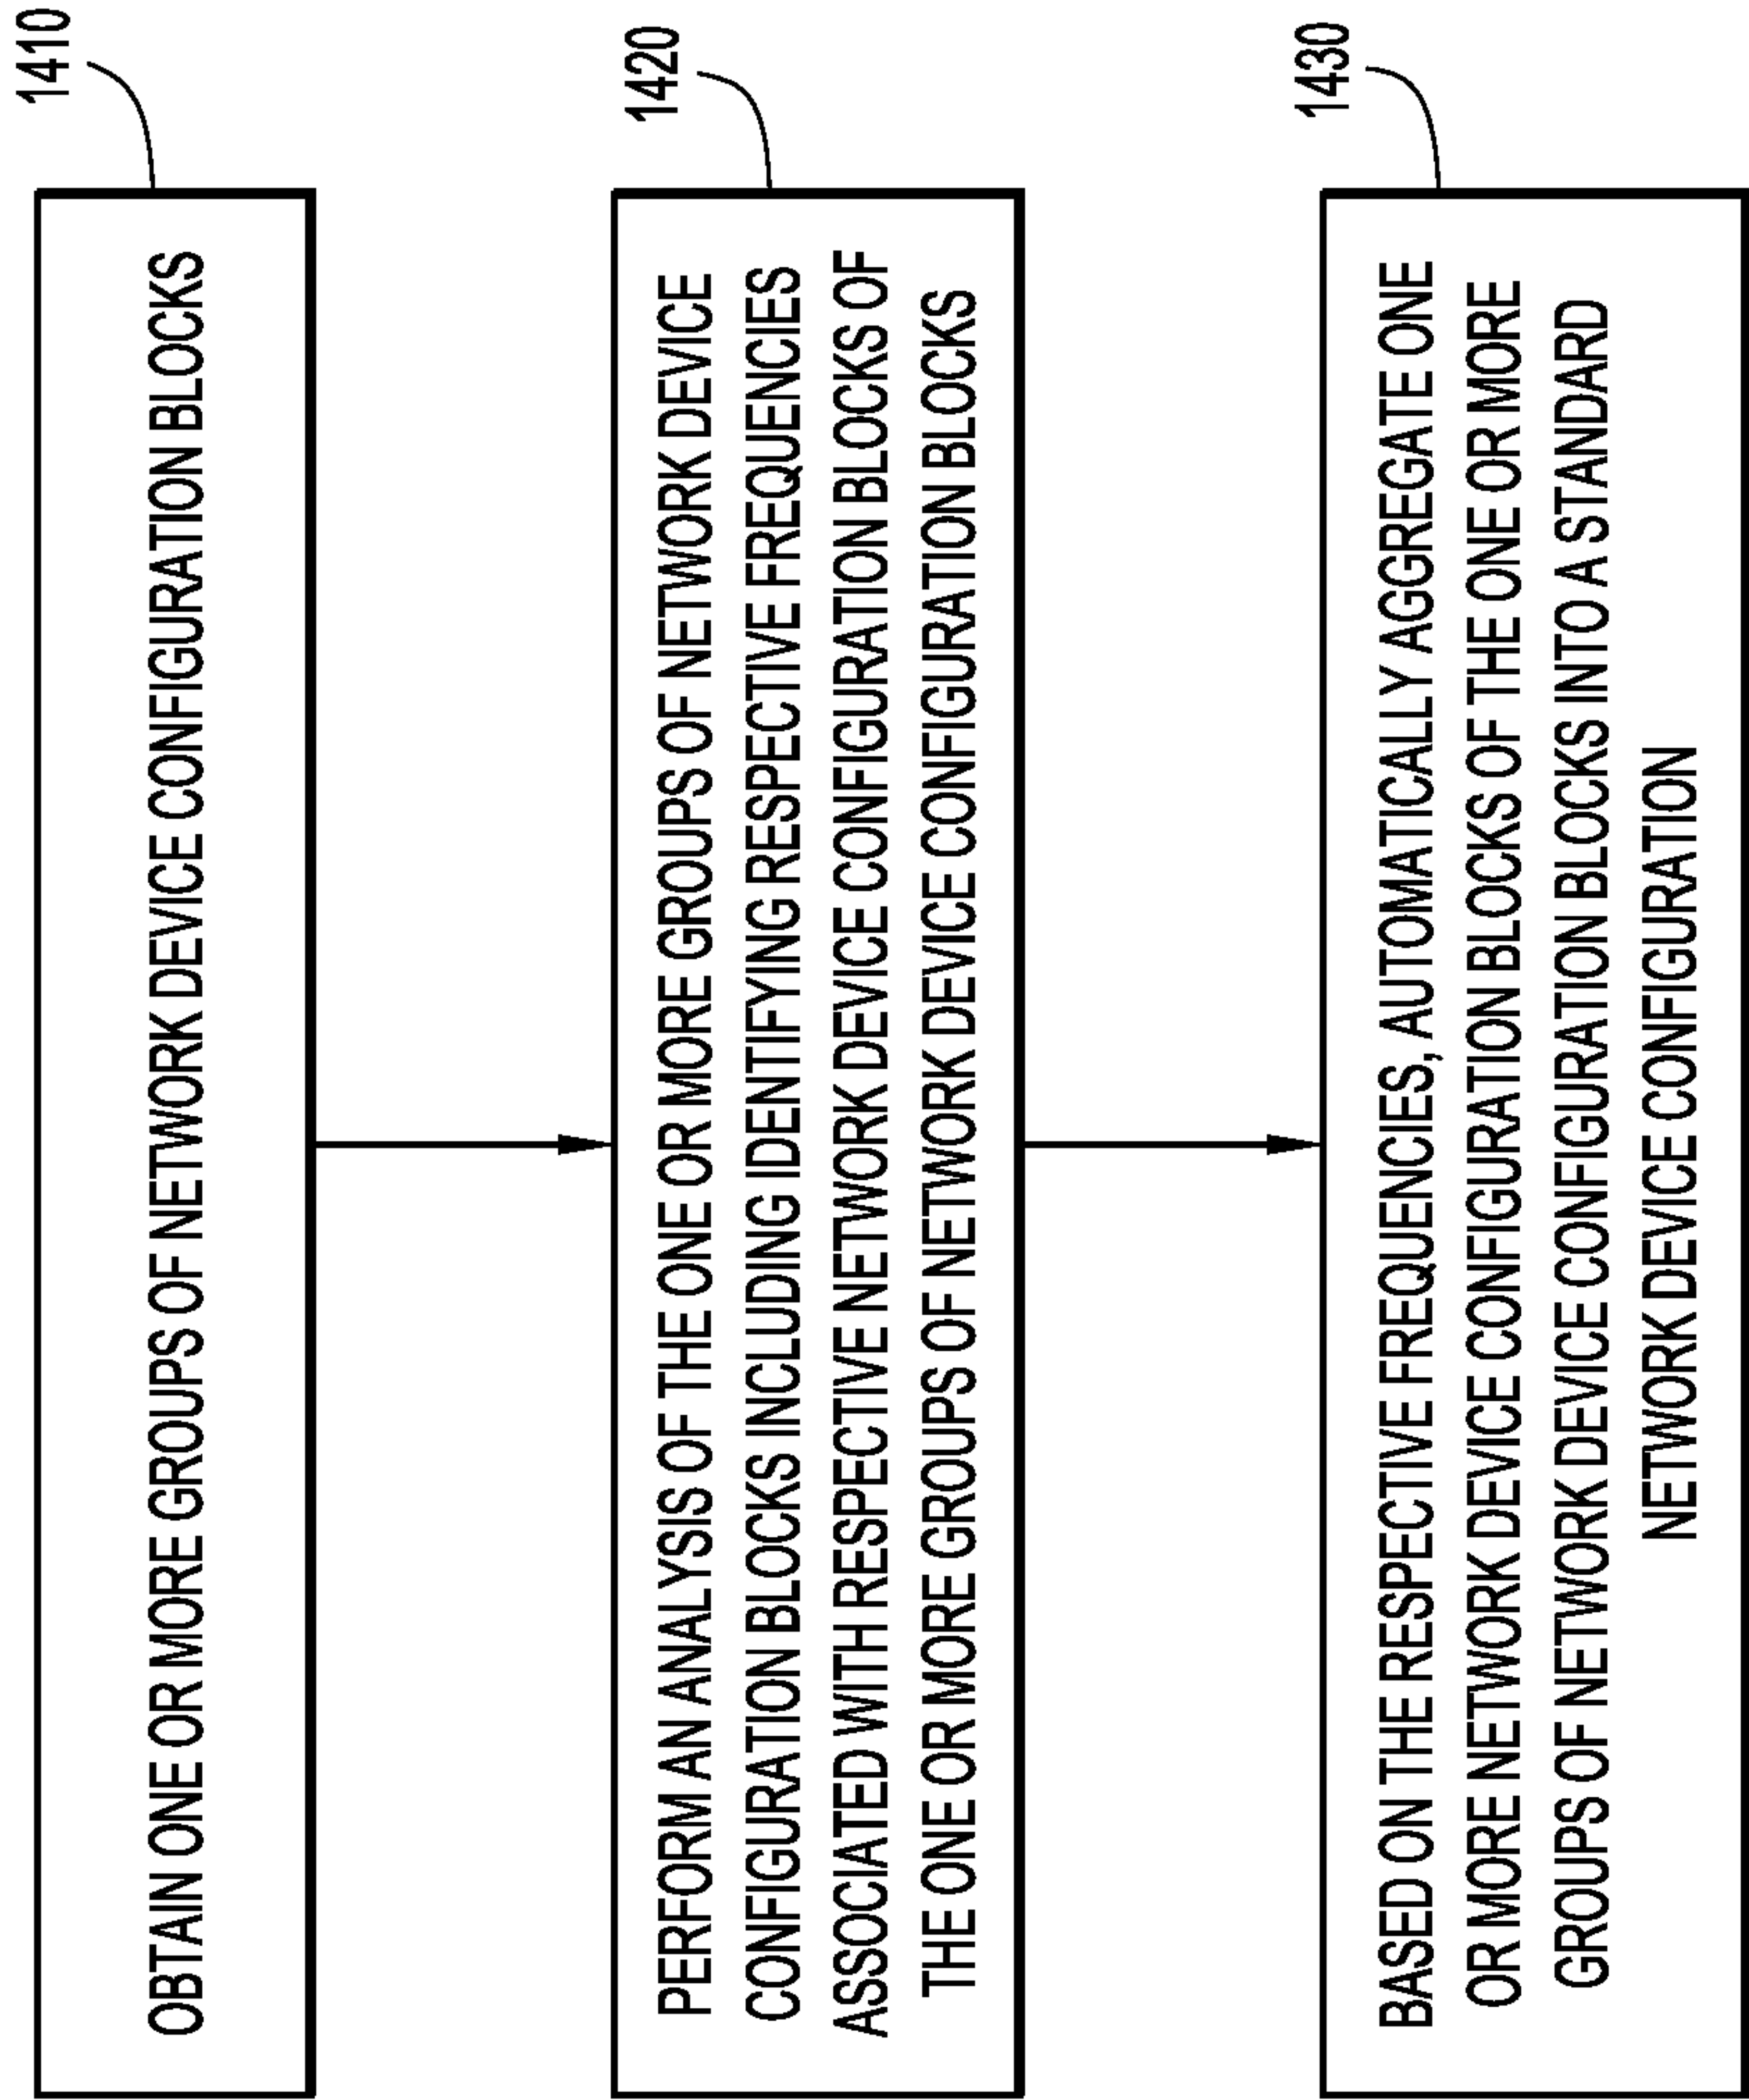 1410
OBTAIN ONE OR MORE GROUPS OF NETWORK DEVICE CONFIGURATION BLOCKS
1420
PERFORM AN ANALYSIS OF THE ONE OR MORE GROUPS OF NETWORK DEVICE
CONFIGURATION BLOCKS INCLUDING IDENTIFYING RESPECTIVE FREQUENCIES
ASSOCIATED WITH RESPECTIVE NETWORK DEVICE CONFIGURATION BLOCKS OF
THE ONE OR MORE GROUPS OF NETWORK DEVICE CONFIGURATION BLOCKS
1430
BASED ON THE RESPECTIVE FREQUENCIES, AUTOMATICALLY AGGREGATE ONE
OR MORE NETWORK DEVICE CONFIGURATION BLOCKS OF THE ONE OR MORE
GROUPS OF NETWORK DEVICE CONFIGURATION BLOCKS INTO A STANDARD
NETWORK DEVICE CONFIGURATION